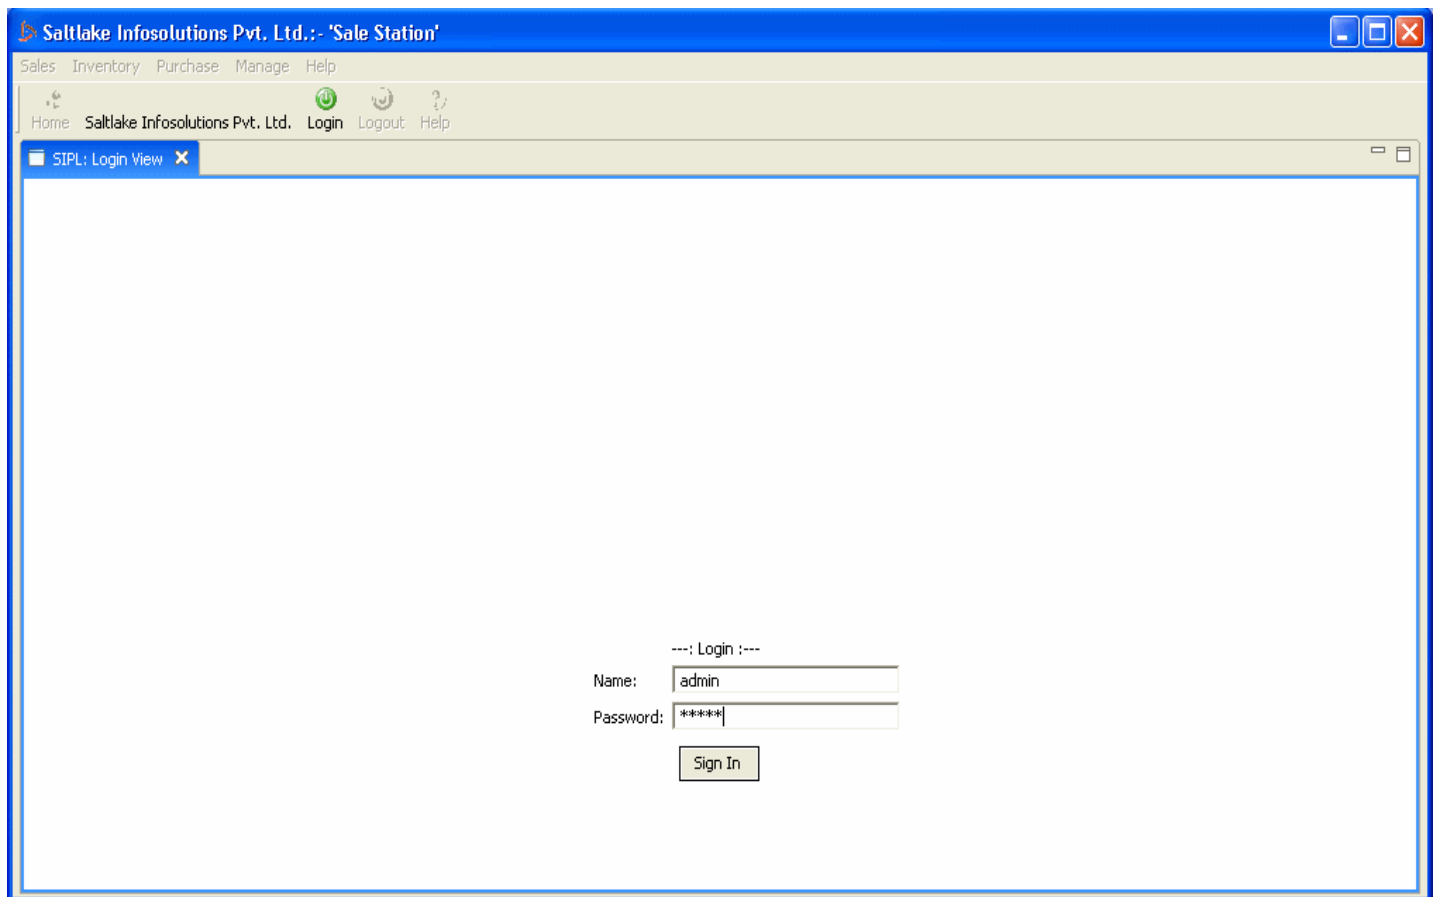 Saltlake Infosolutions Pvt. Ltd.:- 'Sale Station'
Sales Inventory Purchase Manage Help
Home Saltlake Infosolutions Pvt. Ltd. Login Logout Help
SIPL: Login View
---: Login :---
Name: admin
Password: *****
Sign In